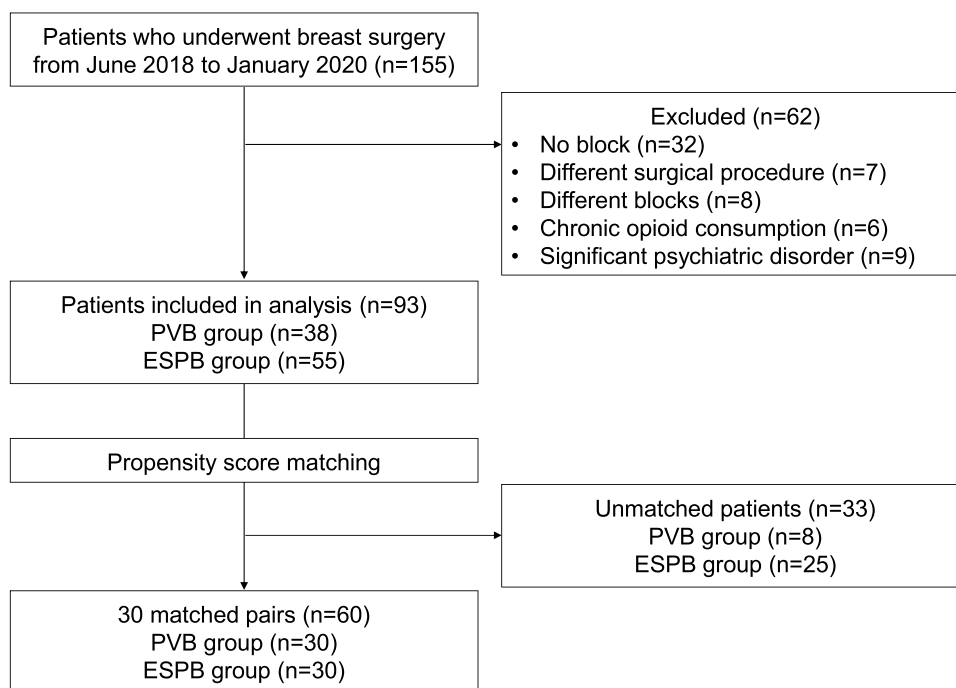 Patients who underwent breast surgery
from June 2018 to January 2020 (n=155)
Excluded (n=62)
• No block (n=32)
• Different surgical procedure (n=7)
• Different blocks (n=8)
• Chronic opioid consumption (n=6)
• Significant psychiatric disorder (n=9)
Patients included in analysis (n=93)
PVB group (n=38)
ESPB group (n=55)
Propensity score matching
Unmatched patients (n=33)
PVB group (n=8)
ESPB group (n=25)
30 matched pairs (n=60)
PVB group (n=30)
ESPB group (n=30)